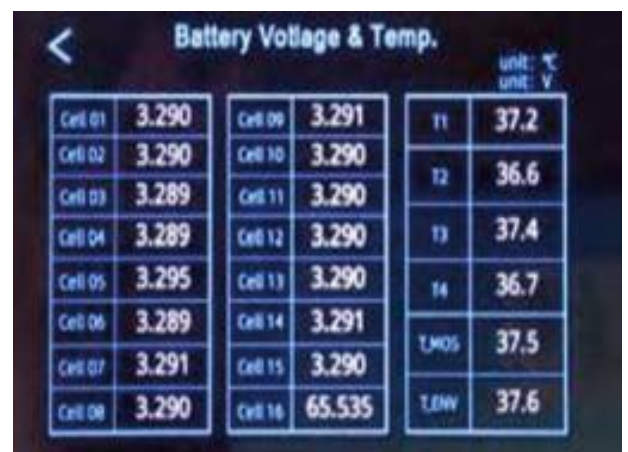 <
Battery Votlage & Temp.
unit: ℃
unit: V
Cell 01 3.290 Cell 09 3.291 T1 37.2
Cell 02 3.290 Cell 10 3.290 T2 36.6
Cell 03 3.289 Cell 11 3.290 T3 37.4
Cell 04 3.289 Cell 12 3.290 T4 36.7
Cell 05 3.295 Cell 13 3.290 T.MOS 37.5
Cell 06 3.289 Cell 14 3.291 T.ENV 37.6
Cell 07 3.291 Cell 15 3.290
Cell 08 3.290 Cell 16 65.535